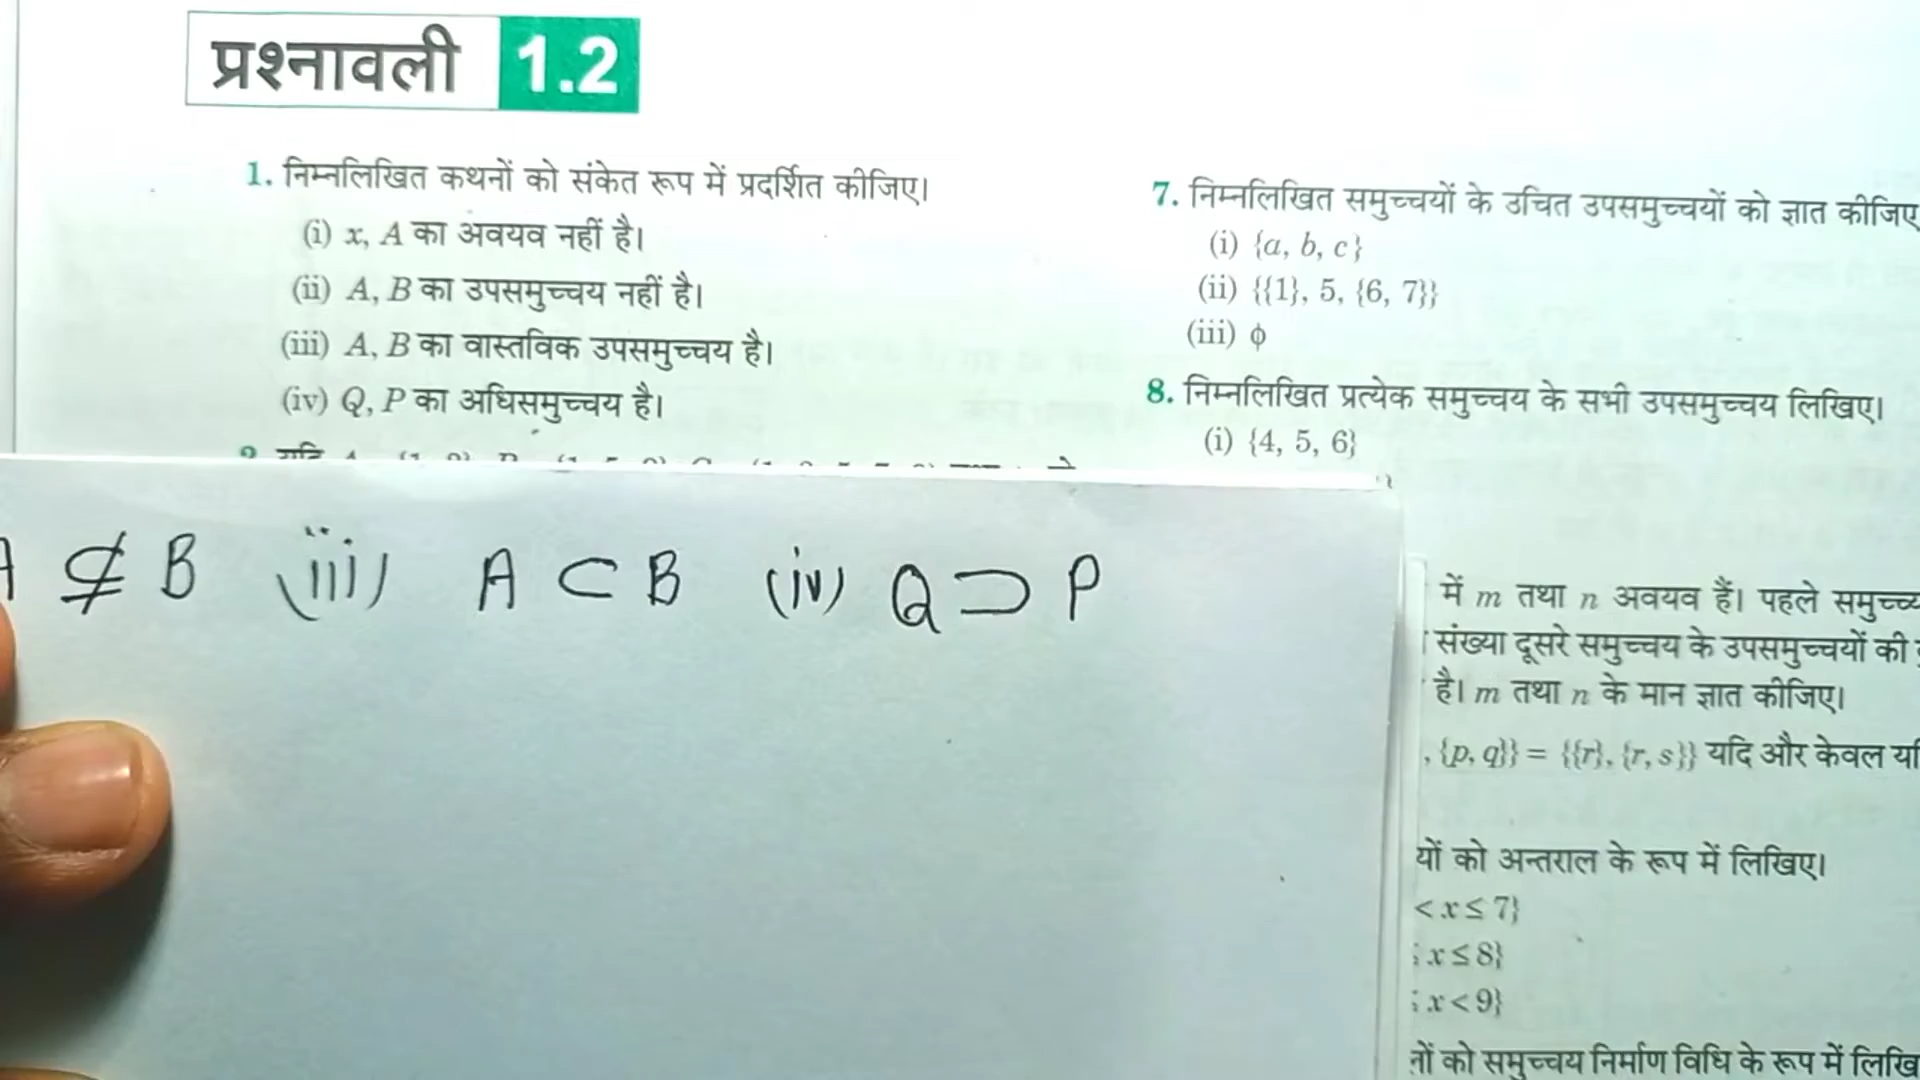 प्रश्नावली 1.2
1. निम्नलिखित कथनों को संकेत रूप में प्रदर्शित कीजिए।
(i) x, A का अवयव नहीं है।
(ii) A, B का उपसमुच्चय नहीं है।
(iii) A, B का वास्तविक उपसमुच्चय है।
(iv) Q, P का अधिसमुच्चय है।
7. निम्नलिखित समुच्चयों के उचित उपसमुच्चयों को ज्ञात कीजिए
(i) {a, b, c}
(ii) {{1}, 5, {6, 7}}
(iii) ϕ
8. निम्नलिखित प्रत्येक समुच्चय के सभी उपसमुच्चय लिखिए।
(i) {4, 5, 6}
A ⊈ B (iii) A ⊂ B (iv) Q ⊃ P
में m तथा n अवयव हैं। पहले
संख्या दूसरे समुच्चय के उपसमुच्चयों की
है। m तथा n के मान ज्ञात कीजिए।
, {p, q}} = {{r}, {r, s}} यदि और केवल
यों को अन्तराल के रूप में लिखिए।
< x ≤ 7}
; x ≤ 8}
; x < 9}
को समुच्चय निर्माण विधि के रूप में